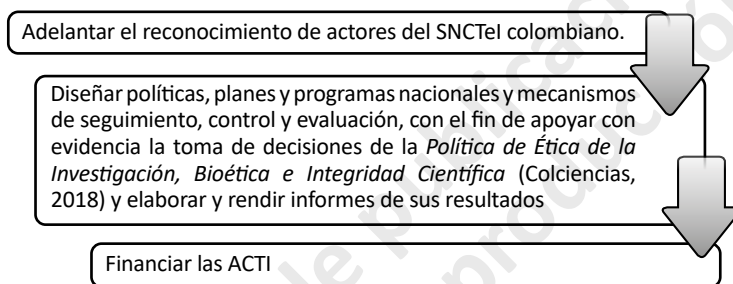 Adelantar el reconocimiento de actores del SNCTeI colombiano.
Diseñar políticas, planes y programas nacionales y mecanismos
de seguimiento, control y evaluación, con el fin de apoyar con
evidencia la toma de decisiones de la Política de Ética de la
Investigación, Bioética e Integridad Científica (Colciencias,
2018) y elaborar y rendir informes de sus resultados
Financiar las ACTI